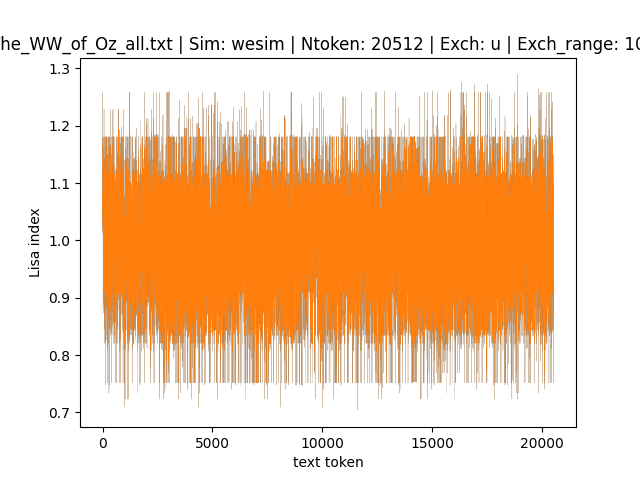 he_WW_of_Oz_all.txt | Sim: wesim | Ntoken: 20512 | Exch: u | Exch_range: 10
1.3
1.2
1.1
1.0
0.9
0.8
0.7
Lisa index
0 5000 10000 15000 20000
text token